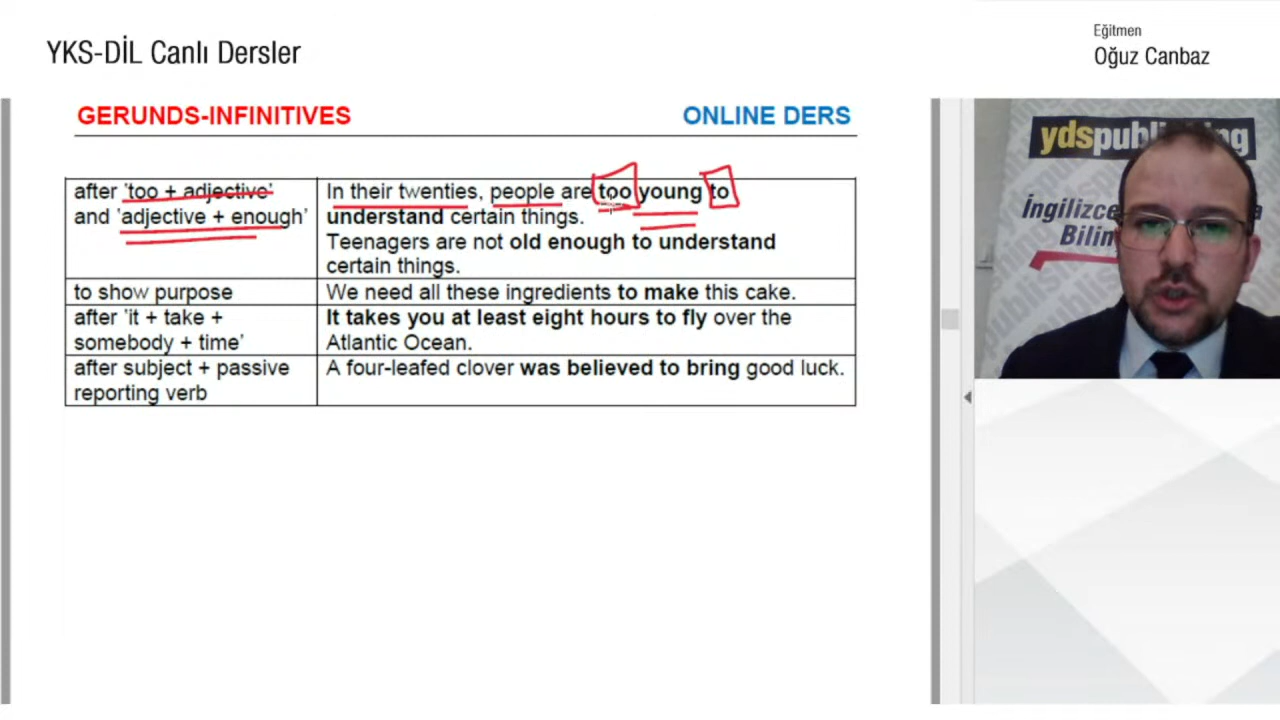 YKS-DİL Canlı Dersler
Eğitmen
Oğuz Canbaz
GERUNDS-INFINITIVES
ONLINE DERS
after 'too + adjective'
and 'adjective + enough'
In their twenties, people are too young to
understand certain things.
Teenagers are not old enough to understand
certain things.
to show purpose
We need all these ingredients to make this cake.
after 'it + take +
somebody + time'
It takes you at least eight hours to fly over the
Atlantic Ocean.
after subject + passive
reporting verb
A four-leafed clover was believed to bring good luck.